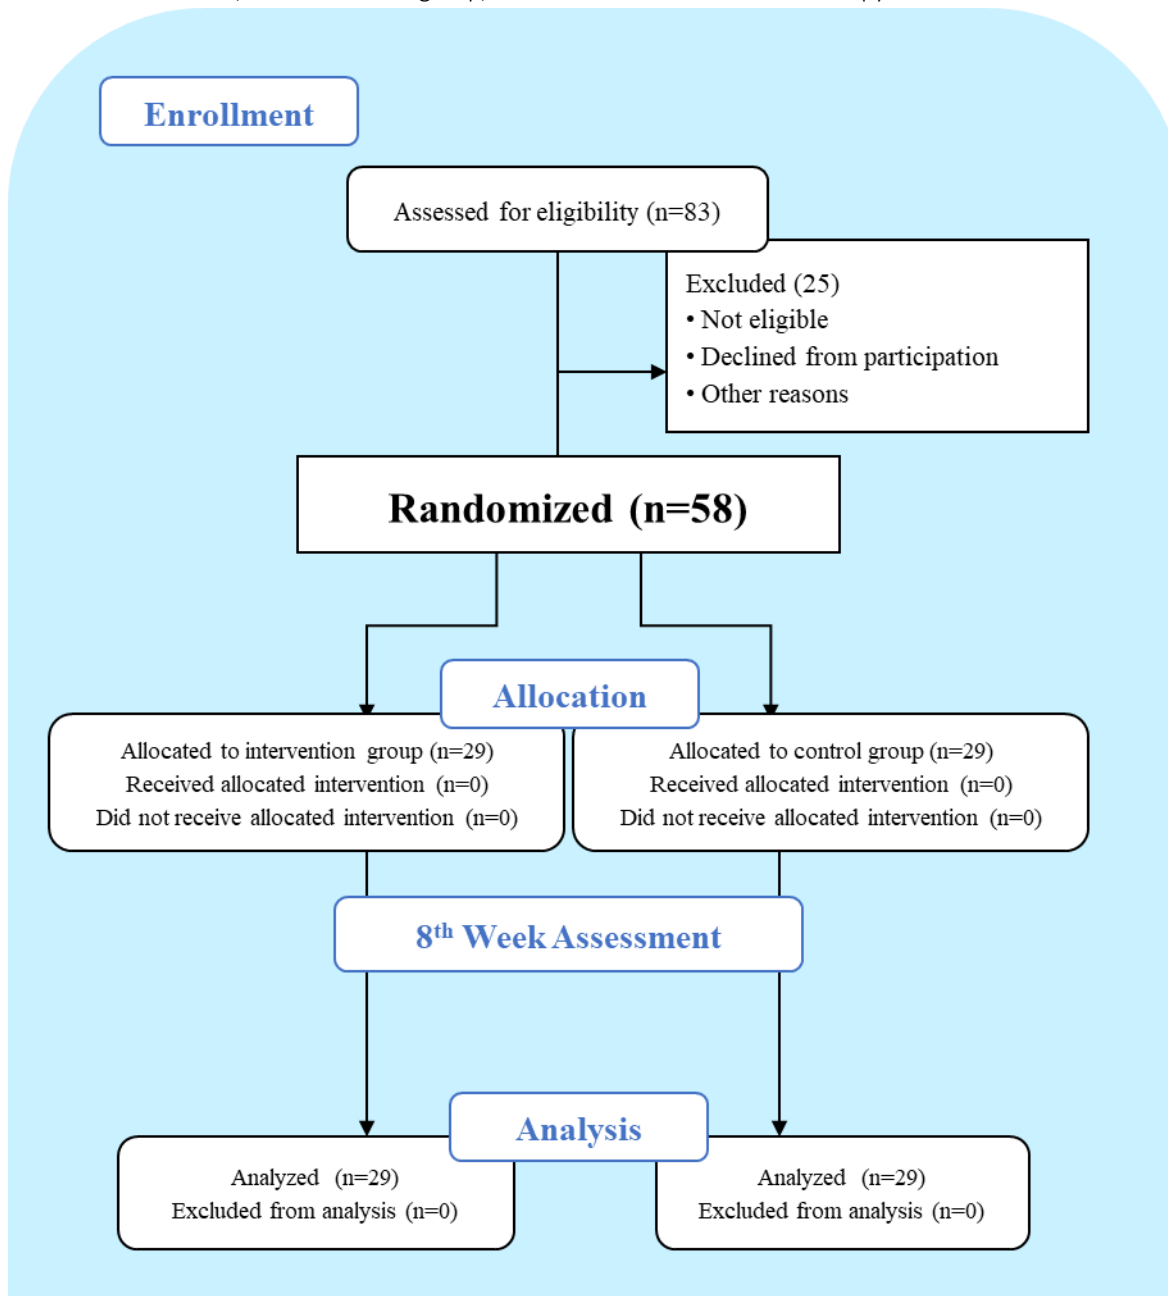 Enrollment
Assessed for eligibility (n=83)
Excluded (25)
• Not eligible
• Declined from participation
• Other reasons
Randomized (n=58)
Allocation
Allocated to intervention group (n=29)
Received allocated intervention (n=0)
Did not receive allocated intervention (n=0)
Allocated to control group (n=29)
Received allocated intervention (n=0)
Did not receive allocated intervention (n=0)
8th Week Assessment
Analysis
Analyzed (n=29)
Excluded from analysis (n=0)
Analyzed (n=29)
Excluded from analysis (n=0)